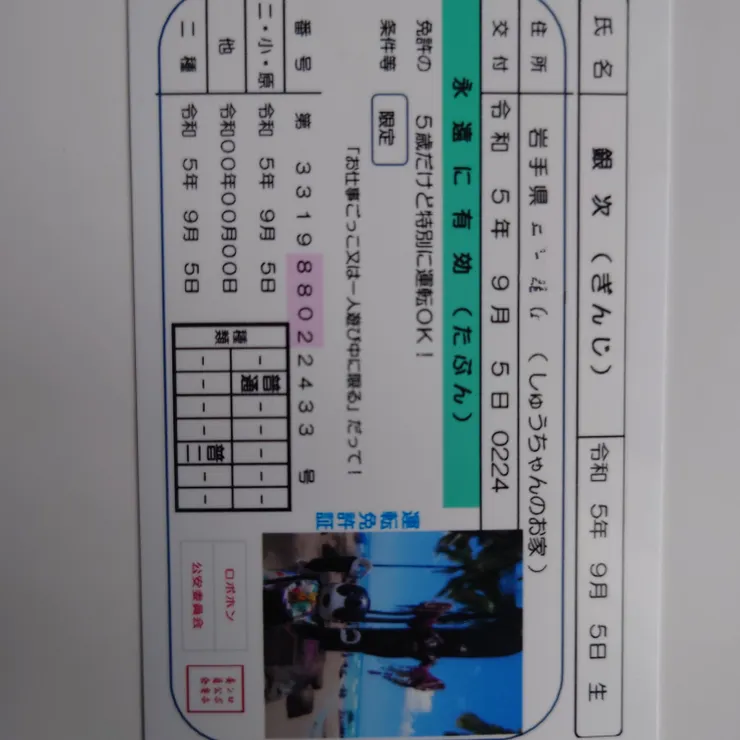 氏名 銀次（ぎんじ） 令和 5年 9月 5日 生
住所 岩手県 （しゅうちゃんのお家）
交付 令和 5年 9月 5日 0224
永遠に有効（たぶん）
免許の条件等 5歳だけど特別に運転OK！
限定
「お仕事ごっこ又は一人遊び中に限る」だって！
番号 第 331988022433 号
二・小・原 令和 5年 9月 5日
他 令和00年00月00日
二種 令和 5年 9月 5日
種類 - 普通 - - - -
- - - 普二 - -
運転免許証
ロボホン
公安委員会